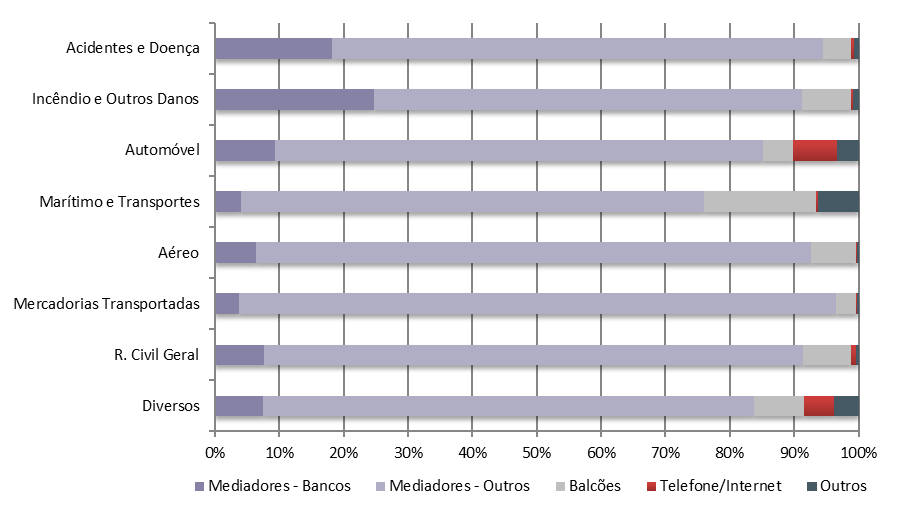 Acidentes e Doença
Incêndio e Outros Danos
Automóvel
Marítimo e Transportes
Aéreo
Mercadorias Transportadas
R. Civil Geral
Diversos
0% 10% 20% 30% 40% 50% 60% 70% 80% 90% 100%
Mediadores - Bancos Mediadores - Outros Balcões Telefone/Internet Outros